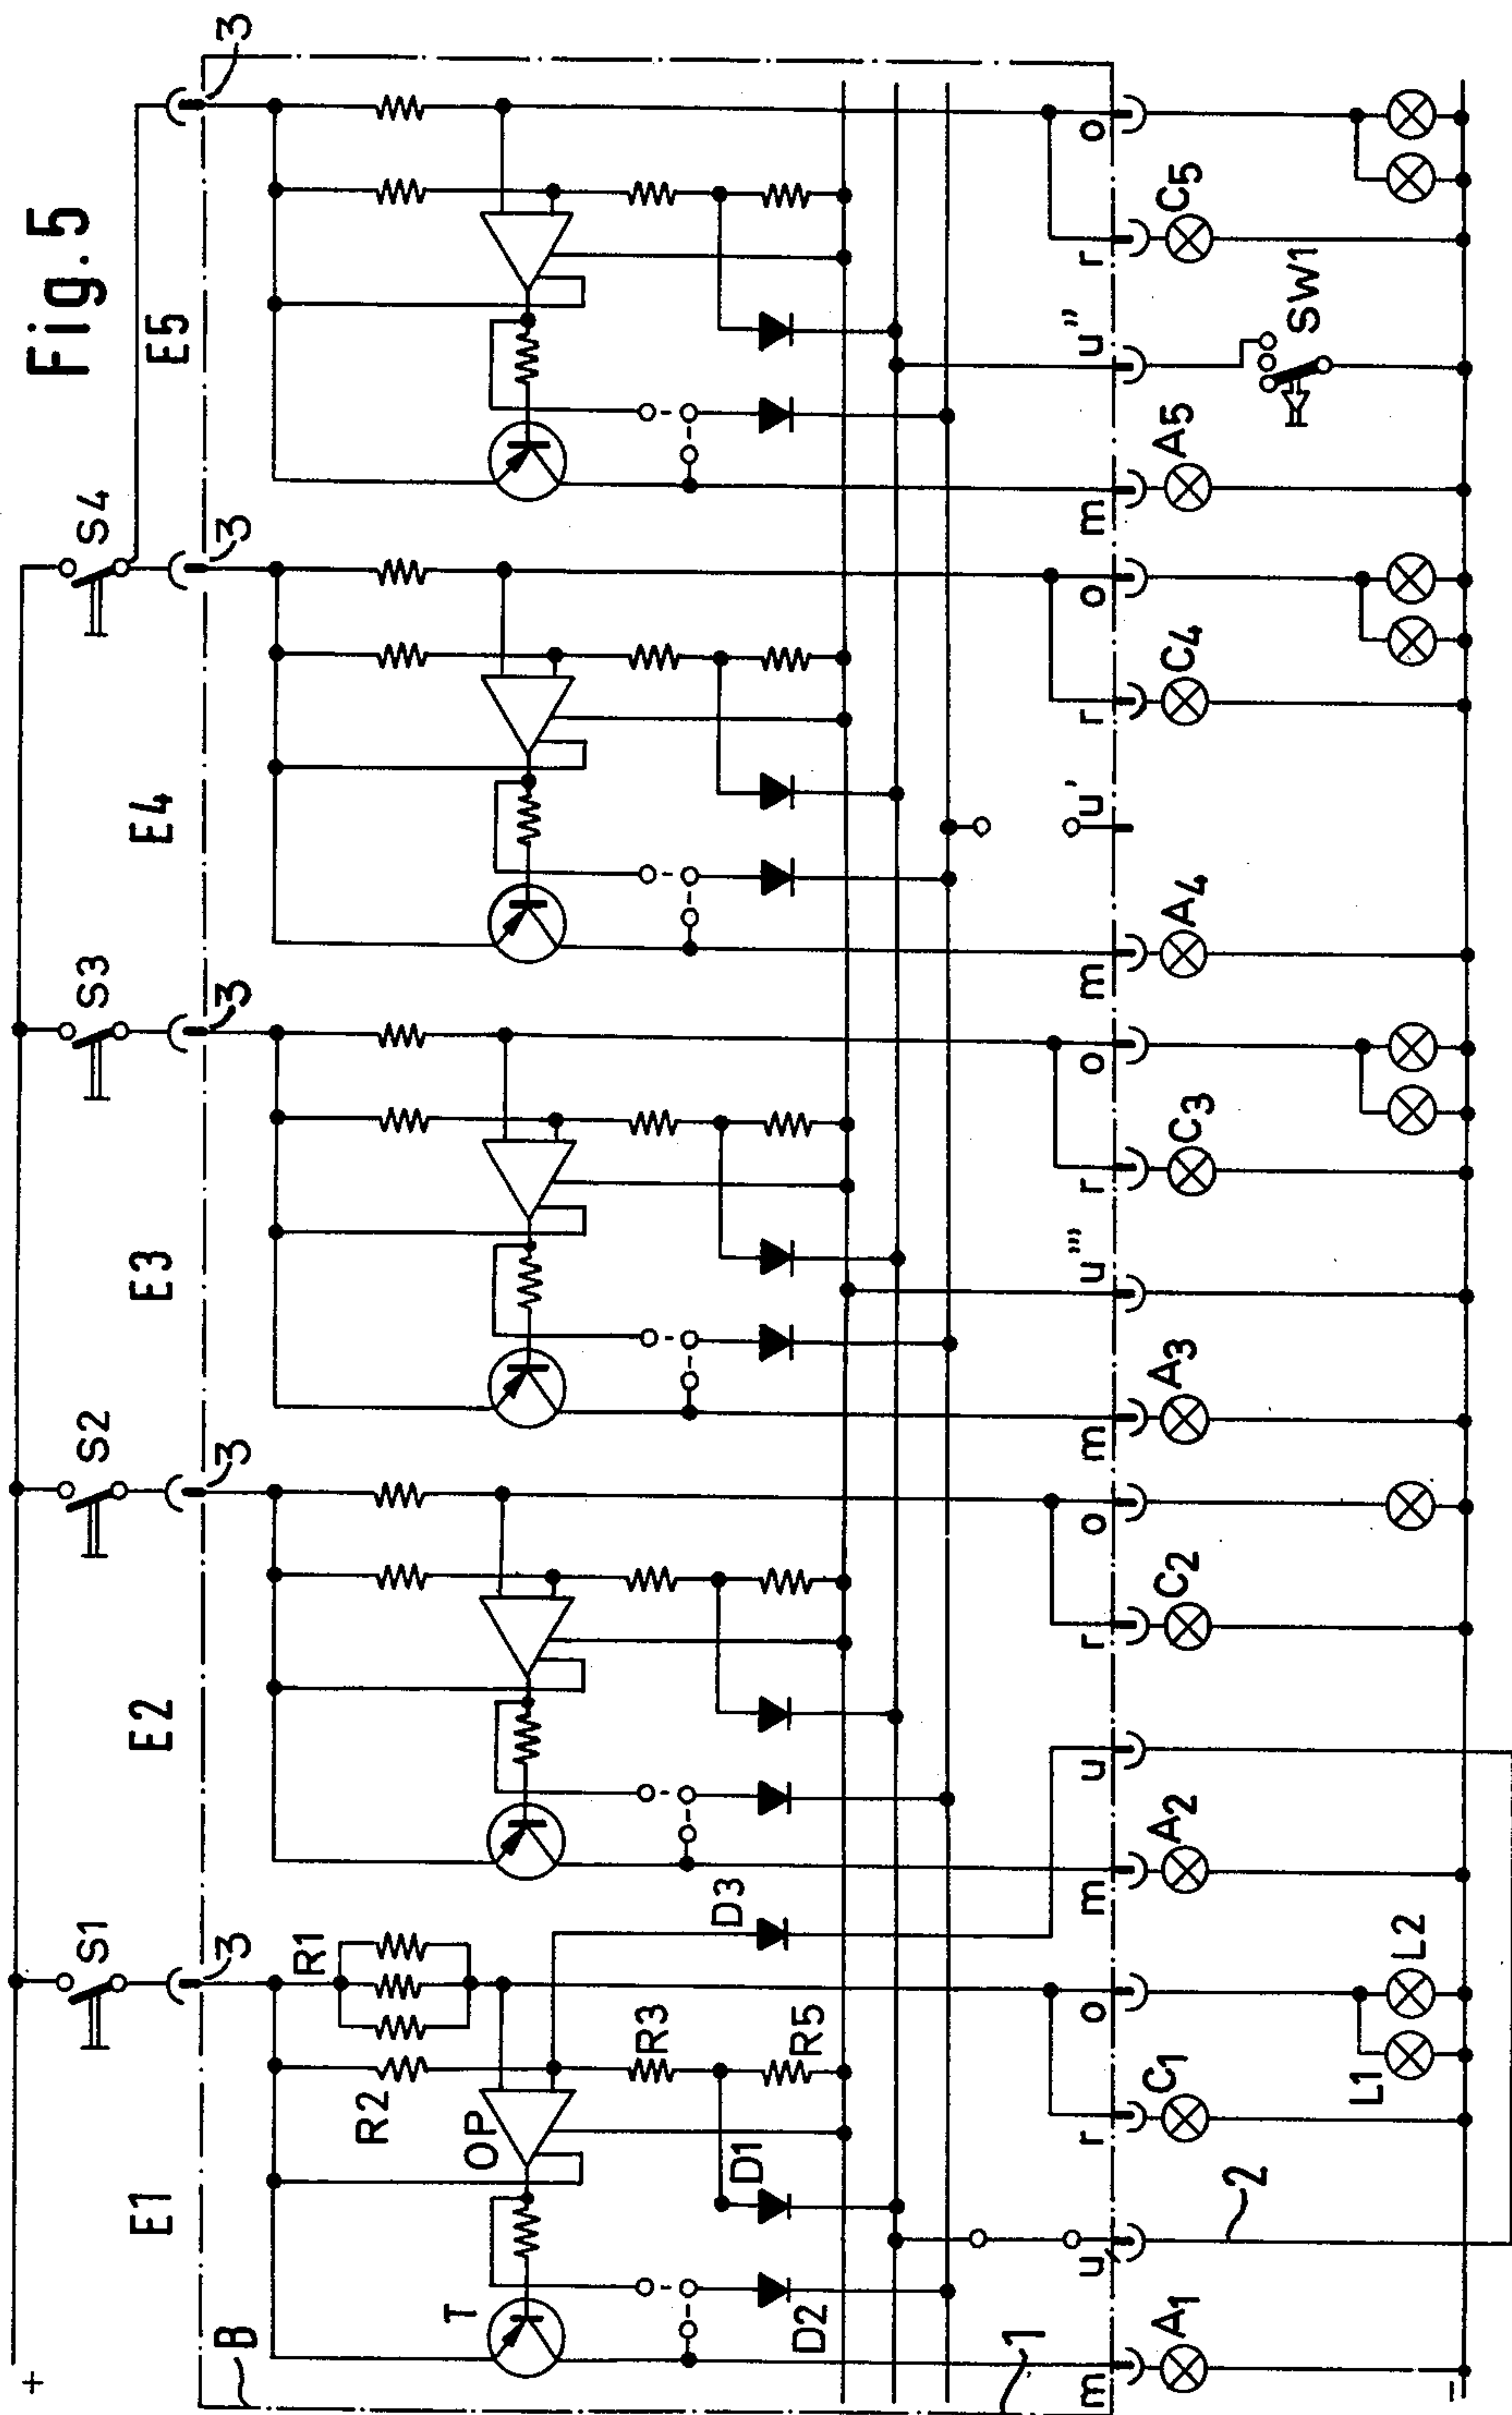 Fig. 5
+
S1
S2
S3
S4
3
3
3
3
3
E1
E2
E3
E4
E5
B
R1
R2
OP
T
R3
R5
D1
D2
D3
1
m
u'
r
o
m
u
r
o
m
u'''
r
o
m
u'
r
o
m
u''
r
o
A1
C1
A2
C2
A3
C3
A4
C4
A5
C5
SW1
2
L1
L2
−